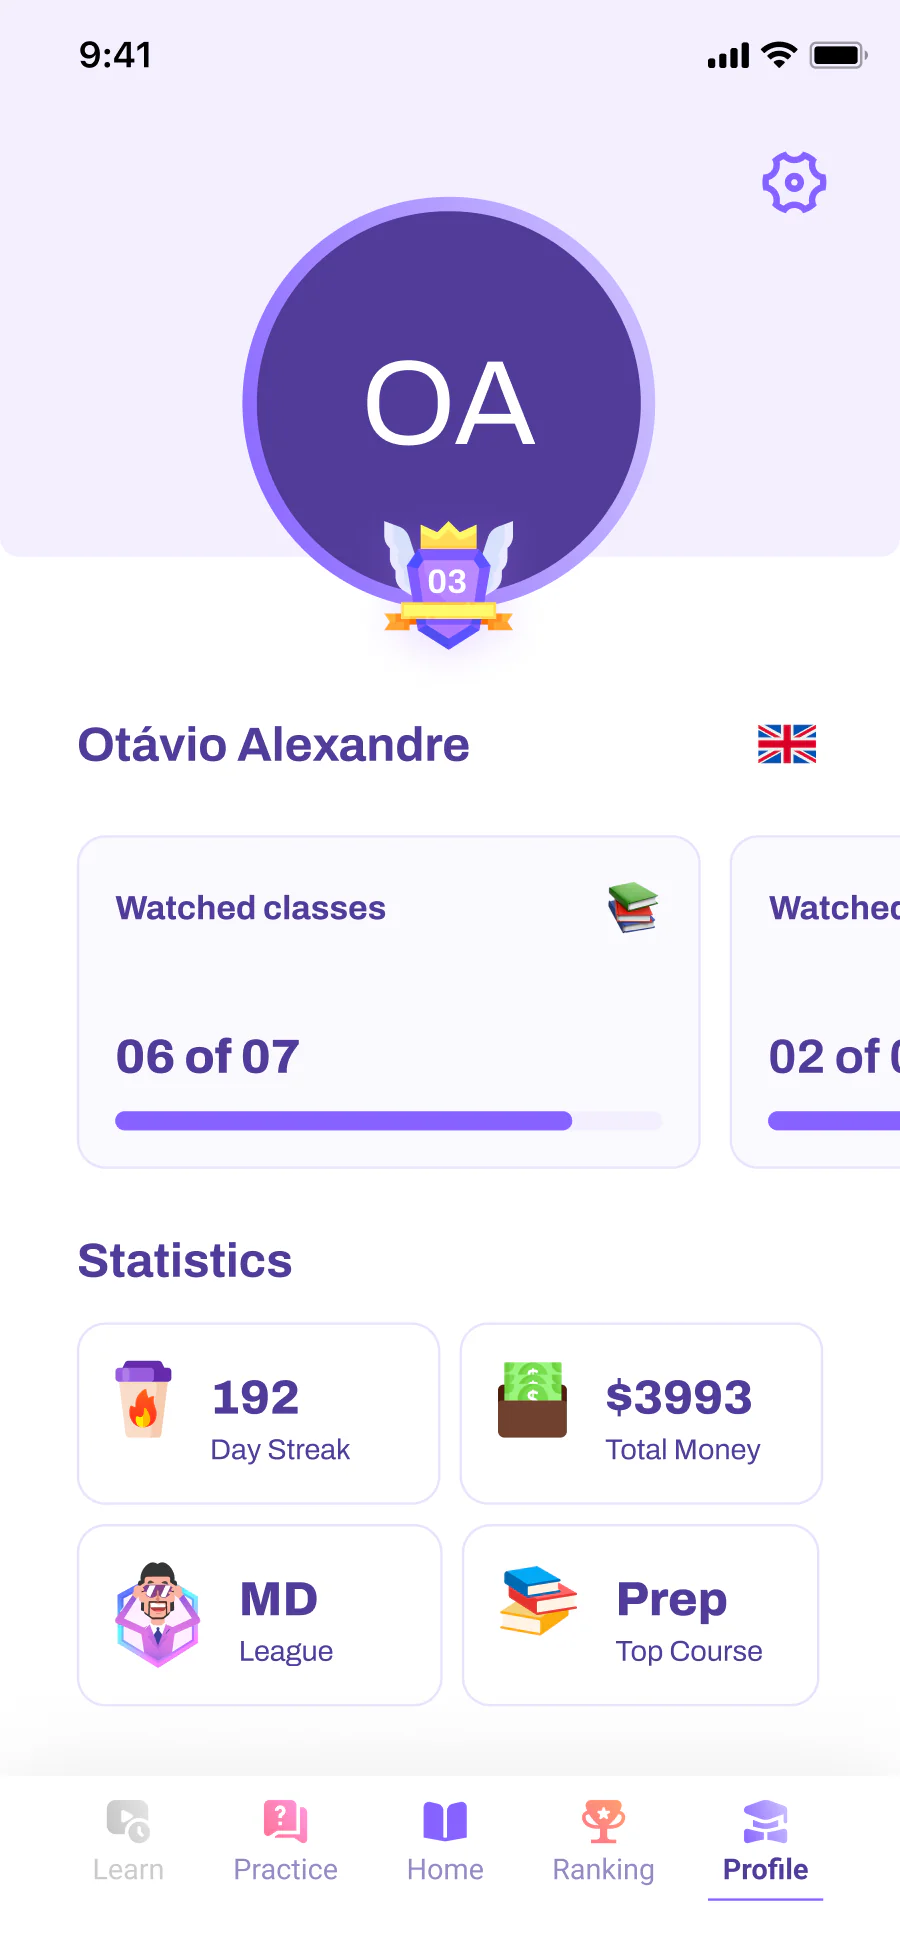 9:41
OA
03
Otávio Alexandre
Watched classes
06 of 07
Watched
02 of
Statistics
192
Day Streak
$3993
Total Money
MD
League
Prep
Top Course
Learn
Practice
Home
Ranking
Profile